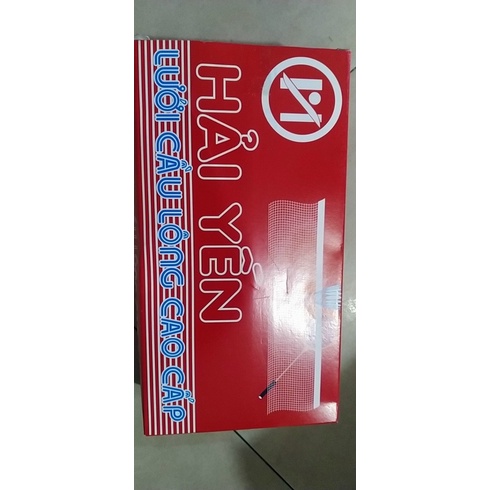 HẢI YẾN
LƯỚI CẦU LÔNG CAO CẤP